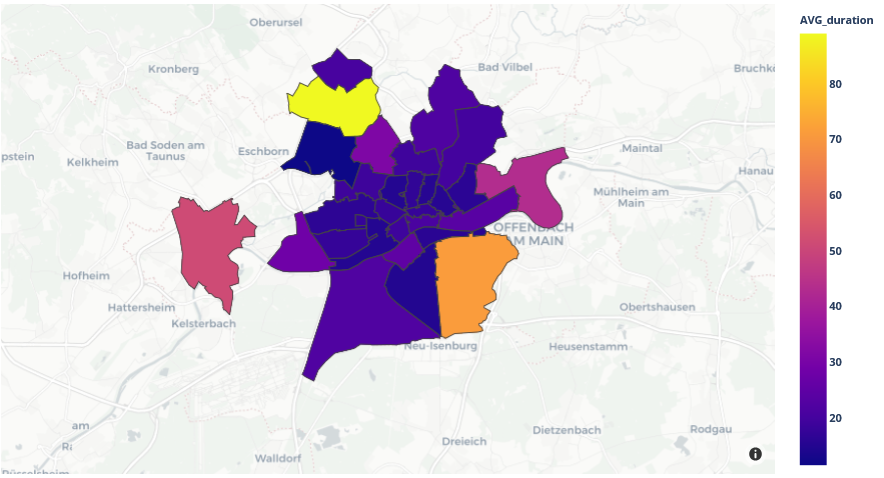 AVG_duration
Oberursel
Kronberg
Bad Vilbel
Bruchkö
80
70
Bad Soden am
Taunus
Eschborn
Maintal
pstein
Kelkheim
Hanau
Mühlheim am
Main
60
OFFENBACH
AM MAIN
50
Hofheim
Hattersheim
Kelsterbach
Obertshausen
40
Neu-Isenburg
Heusenstamm
30
am
Ri
Dietzenbach
Rodgau
20
Dreieich
Walldorf
Rüsselsheim
i